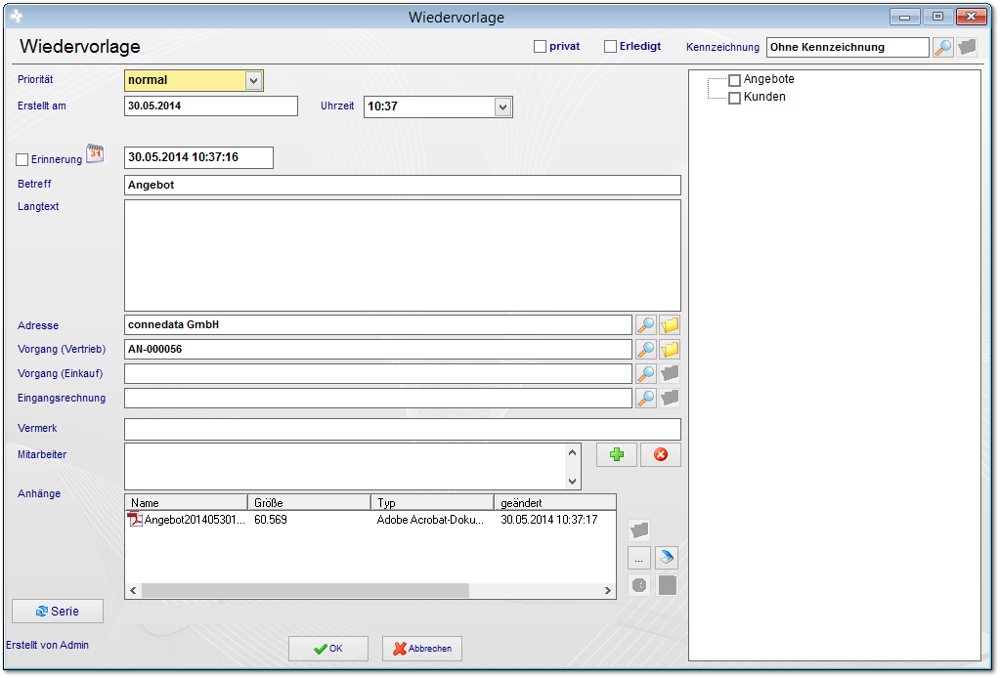 Wiedervorlage
Wiedervorlage
privat
Erledigt
Kennzeichnung
Ohne Kennzeichnung
Priorität
normal
Erstellt am
30.05.2014
Uhrzeit
10:37
Angebote
Kunden
Erinnerung
31
30.05.2014 10:37:16
Betreff
Angebot
Langtext
Adresse
connedata GmbH
Vorgang (Vertrieb)
AN-000056
Vorgang (Einkauf)
Eingangsrechnung
Vermerk
Mitarbeiter
Anhänge
Name Größe Typ geändert
Angebot201405301... 60.569 Adobe Acrobat-Doku... 30.05.2014 10:37:17
...
Serie
Erstellt von Admin
OK
Abbrechen